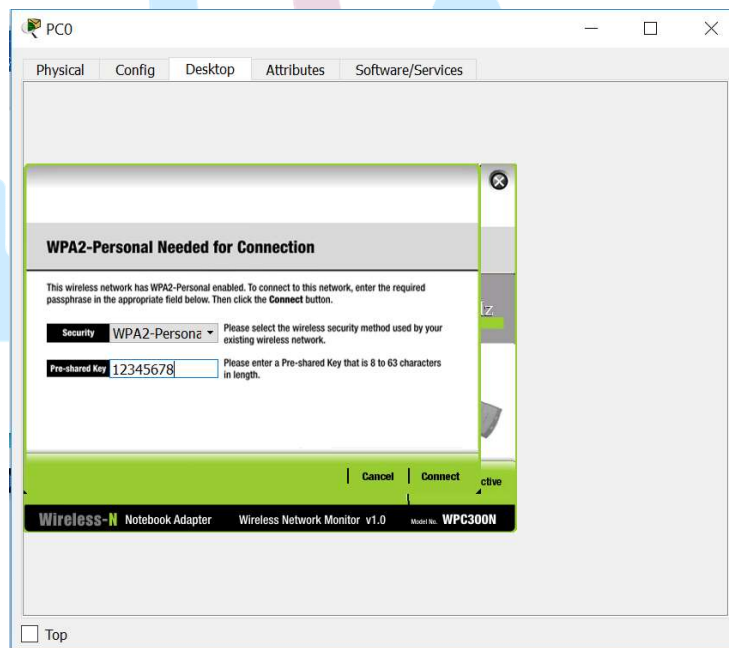 PC0
Physical Config Desktop Attributes Software/Services
WPA2-Personal Needed for Connection
This wireless network has WPA2-Personal enabled. To connect to this network, enter the required
passphrase in the appropriate field below. Then click the Connect button.
Security WPA2-Persona Please select the wireless security method used by your
existing wireless network.
Pre-shared Key 12345678 Please enter a Pre-shared Key that is 8 to 63 characters
in length.
Cancel Connect
Wireless-N Notebook Adapter Wireless Network Monitor v1.0 Model No. WPC300N
Top